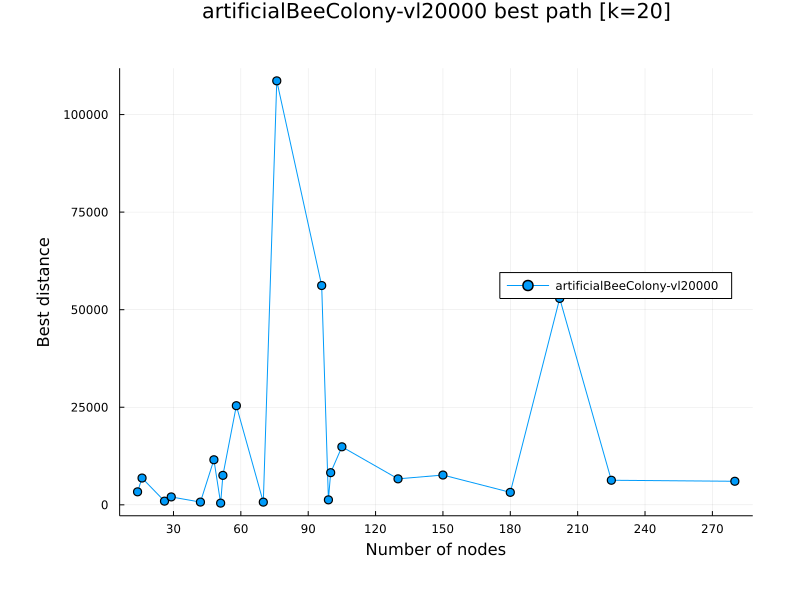 artificialBeeColony-vl20000 best path [k=20]
100000
75000
50000
25000
0
Best distance
artificialBeeColony-vl20000
30 60 90 120 150 180 210 240 270
Number of nodes